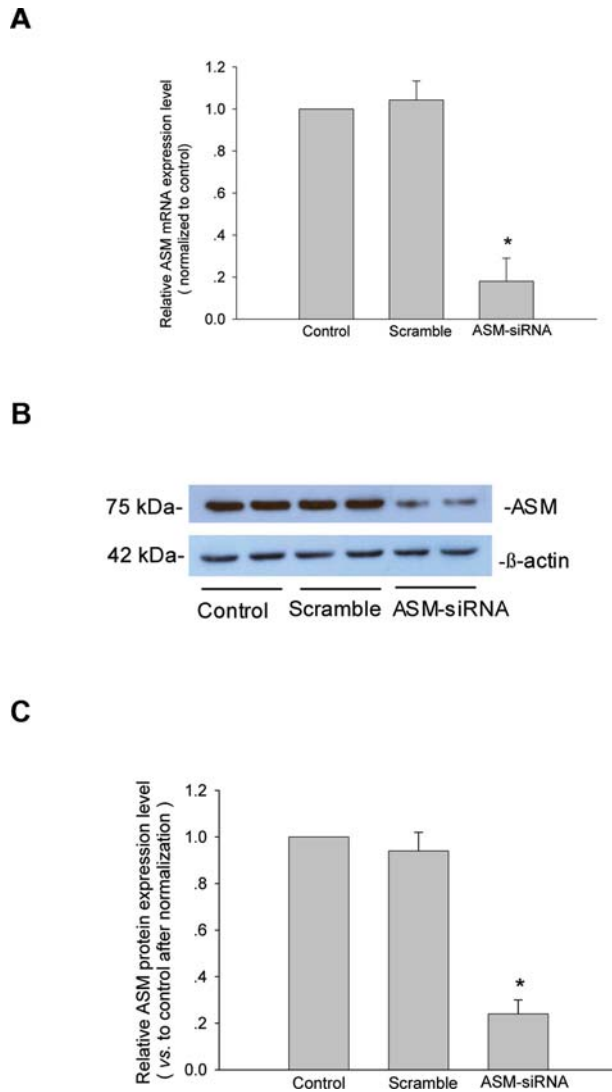 A
Relative ASM mRNA expression level
( normalized to control)
1.2
1.0
.8
.6
.4
.2
0.0
*
Control Scramble ASM-siRNA
B
75 kDa- -ASM
42 kDa- -ß-actin
Control Scramble ASM-siRNA
C
Relative ASM protein expression level
( vs. to control after normalization )
1.2
1.0
.8
.6
.4
.2
0.0
*
Control Scramble ASM-siRNA